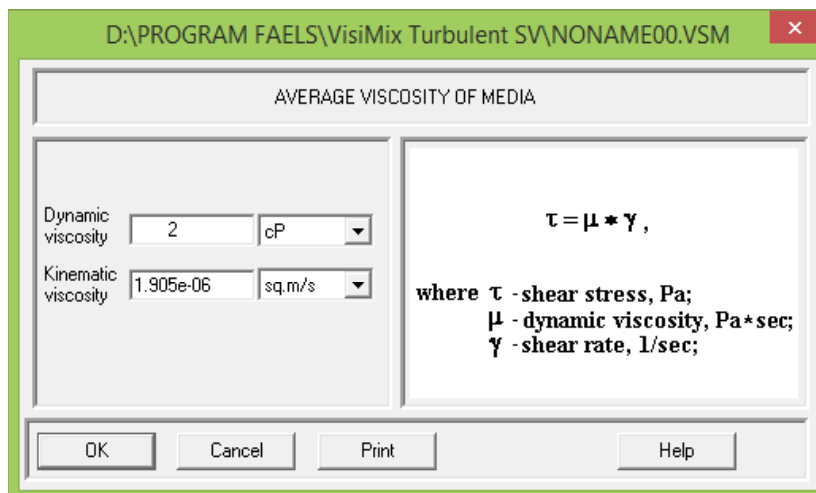 D:\PROGRAM FAELS\VisiMix Turbulent SV\NONAME00.VSM
AVERAGE VISCOSITY OF MEDIA
Dynamic
viscosity
2
cP
Kinematic
viscosity
1.905e-06
sq.m/s
τ = μ * γ ,
where τ - shear stress, Pa;
μ - dynamic viscosity, Pa*sec;
γ - shear rate, 1/sec;
OK
Cancel
Print
Help